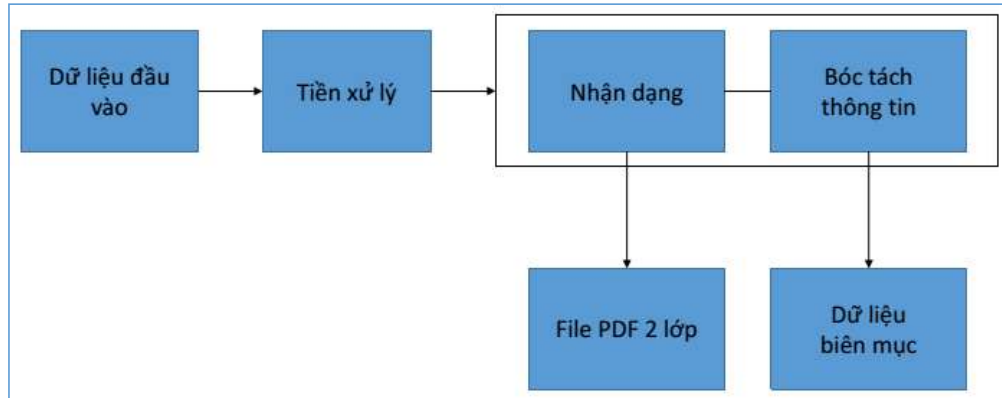 Dữ liệu đầu
vào
Tiền xử lý
Nhận dạng
Bóc tách
thông tin
File PDF 2 lớp
Dữ liệu
biên mục